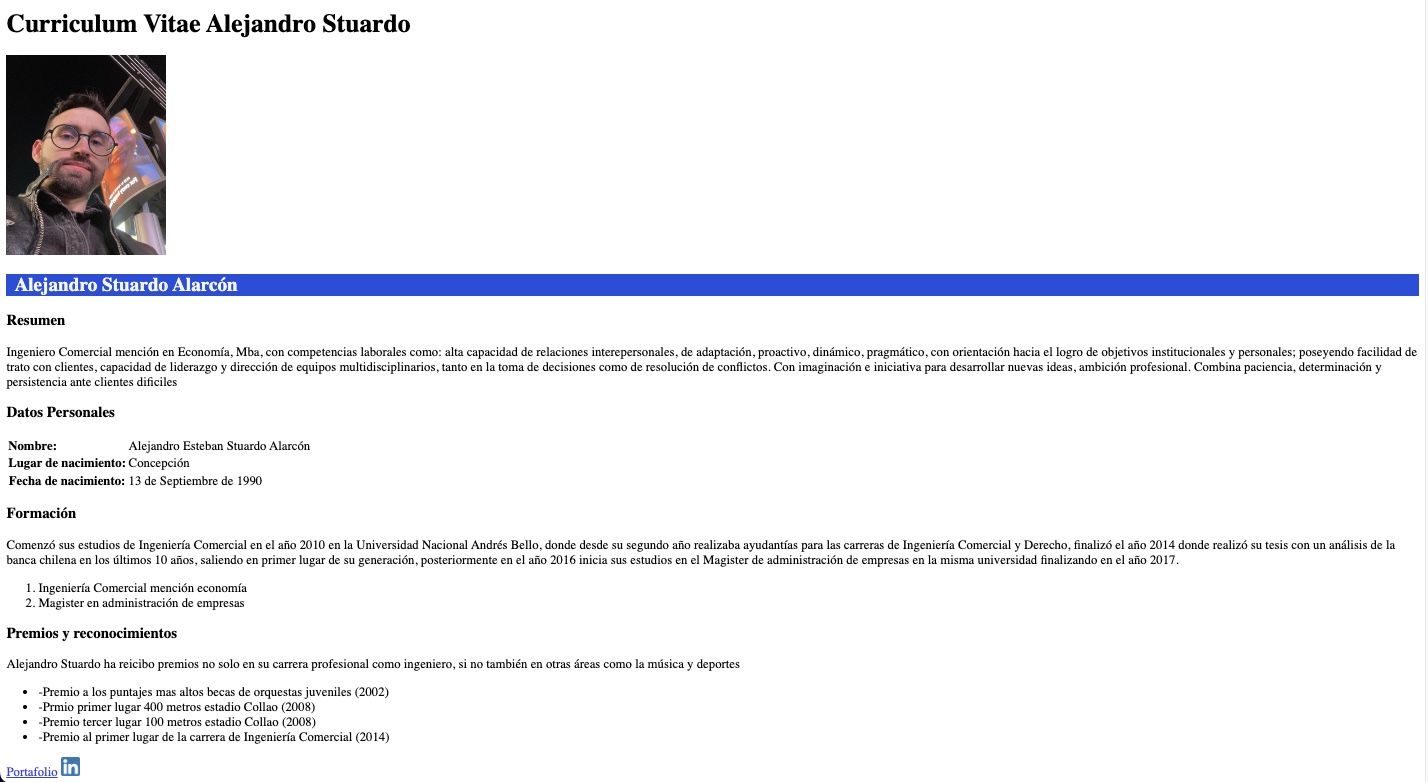 Curriculum Vitae Alejandro Stuardo
Alejandro Stuardo Alarcón
Resumen
Ingeniero Comercial mención en Economía, Mba, con competencias laborales como: alta capacidad de relaciones interepersonales, de adaptación, proactivo, dinámico, pragmático, con orientación hacia el logro de objetivos institucionales y personales; poseyendo facilidad de
trato con clientes, capacidad de liderazgo y dirección de equipos multidisciplinarios, tanto en la toma de decisiones como de resolución de conflictos. Con imaginación e iniciativa para desarrollar nuevas ideas, ambición profesional. Combina paciencia, determinación y
persistencia ante clientes dificiles
Datos Personales
Nombre: Alejandro Esteban Stuardo Alarcón
Lugar de nacimiento: Concepción
Fecha de nacimiento: 13 de Septiembre de 1990
Formación
Comenzó sus estudios de Ingeniería Comercial en el año 2010 en la Universidad Nacional Andrés Bello, donde desde su segundo año realizaba ayudantías para las carreras de Ingeniería Comercial y Derecho, finalizó el año 2014 donde realizó su tesis con un análisis de la
banca chilena en los últimos 10 años, saliendo en primer lugar de su generación, posteriormente en el año 2016 inicia sus estudios en el Magister de administración de empresas en la misma universidad finalizando en el año 2017.
1. Ingeniería Comercial mención economía
2. Magister en administración de empresas
Premios y reconocimientos
Alejandro Stuardo ha reicibo premios no solo en su carrera profesional como ingeniero, si no también en otras áreas como la música y deportes
• -Premio a los puntajes mas altos becas de orquestas juveniles (2002)
• -Prmio primer lugar 400 metros estadio Collao (2008)
• -Premio tercer lugar 100 metros estadio Collao (2008)
• -Premio al primer lugar de la carrera de Ingeniería Comercial (2014)
Portafolio in